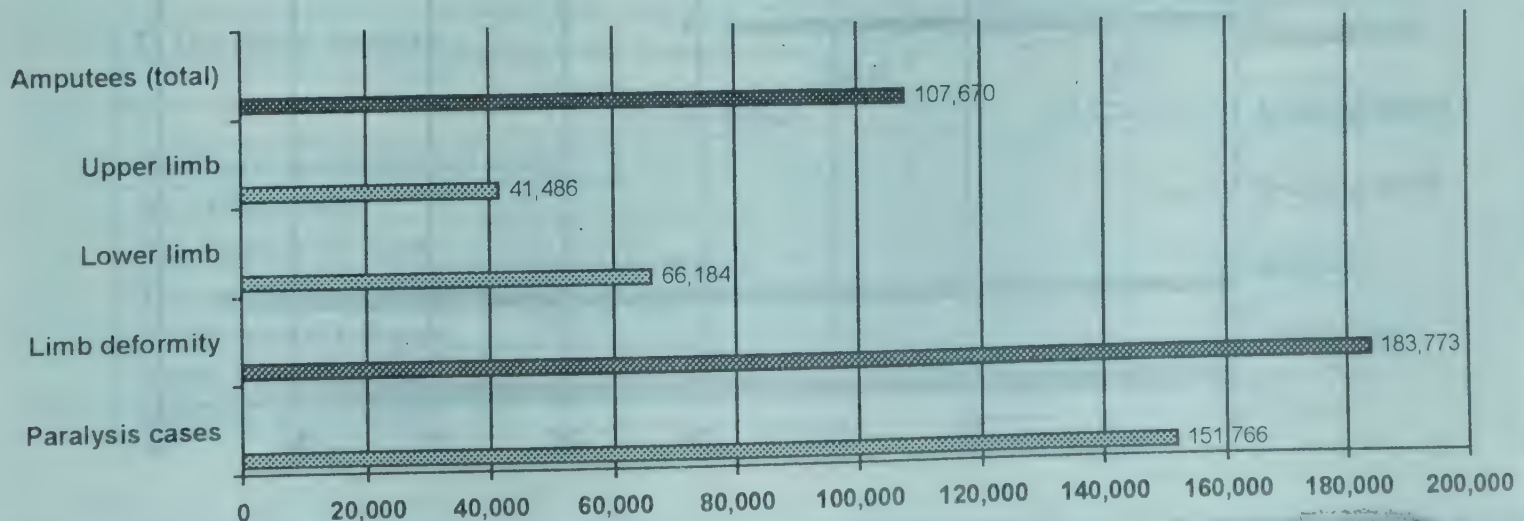 Amputees (total)
107,670
Upper limb
41,486
Lower limb
66,184
Limb deformity
183,773
Paralysis cases
151,766
0 20,000 40,000 60,000 80,000 100,000 120,000 140,000 160,000 180,000 200,000